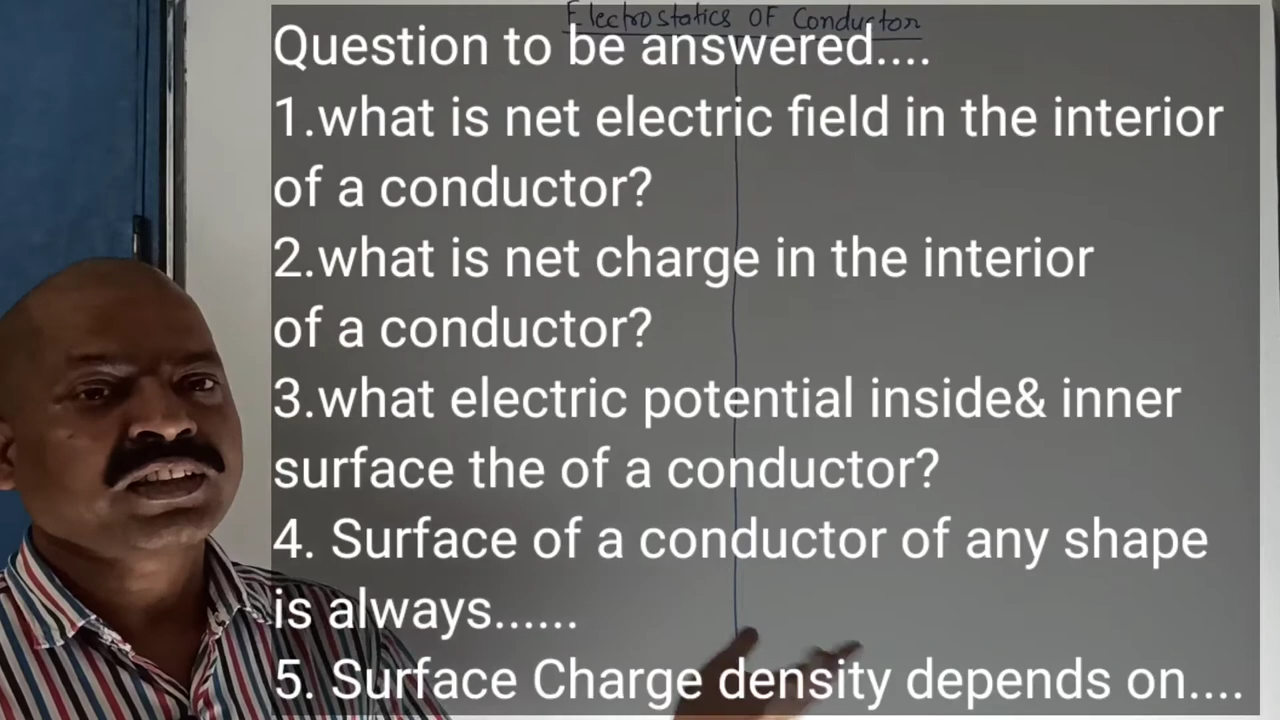 Electrostatics OF Conductor
Question to be answered....
1.what is net electric field in the interior
of a conductor?
2.what is net charge in the interior
of a conductor?
3.what electric potential inside& inner
surface the of a conductor?
4. Surface of a conductor of any shape
is always......
5. Surface Charge density depends on....